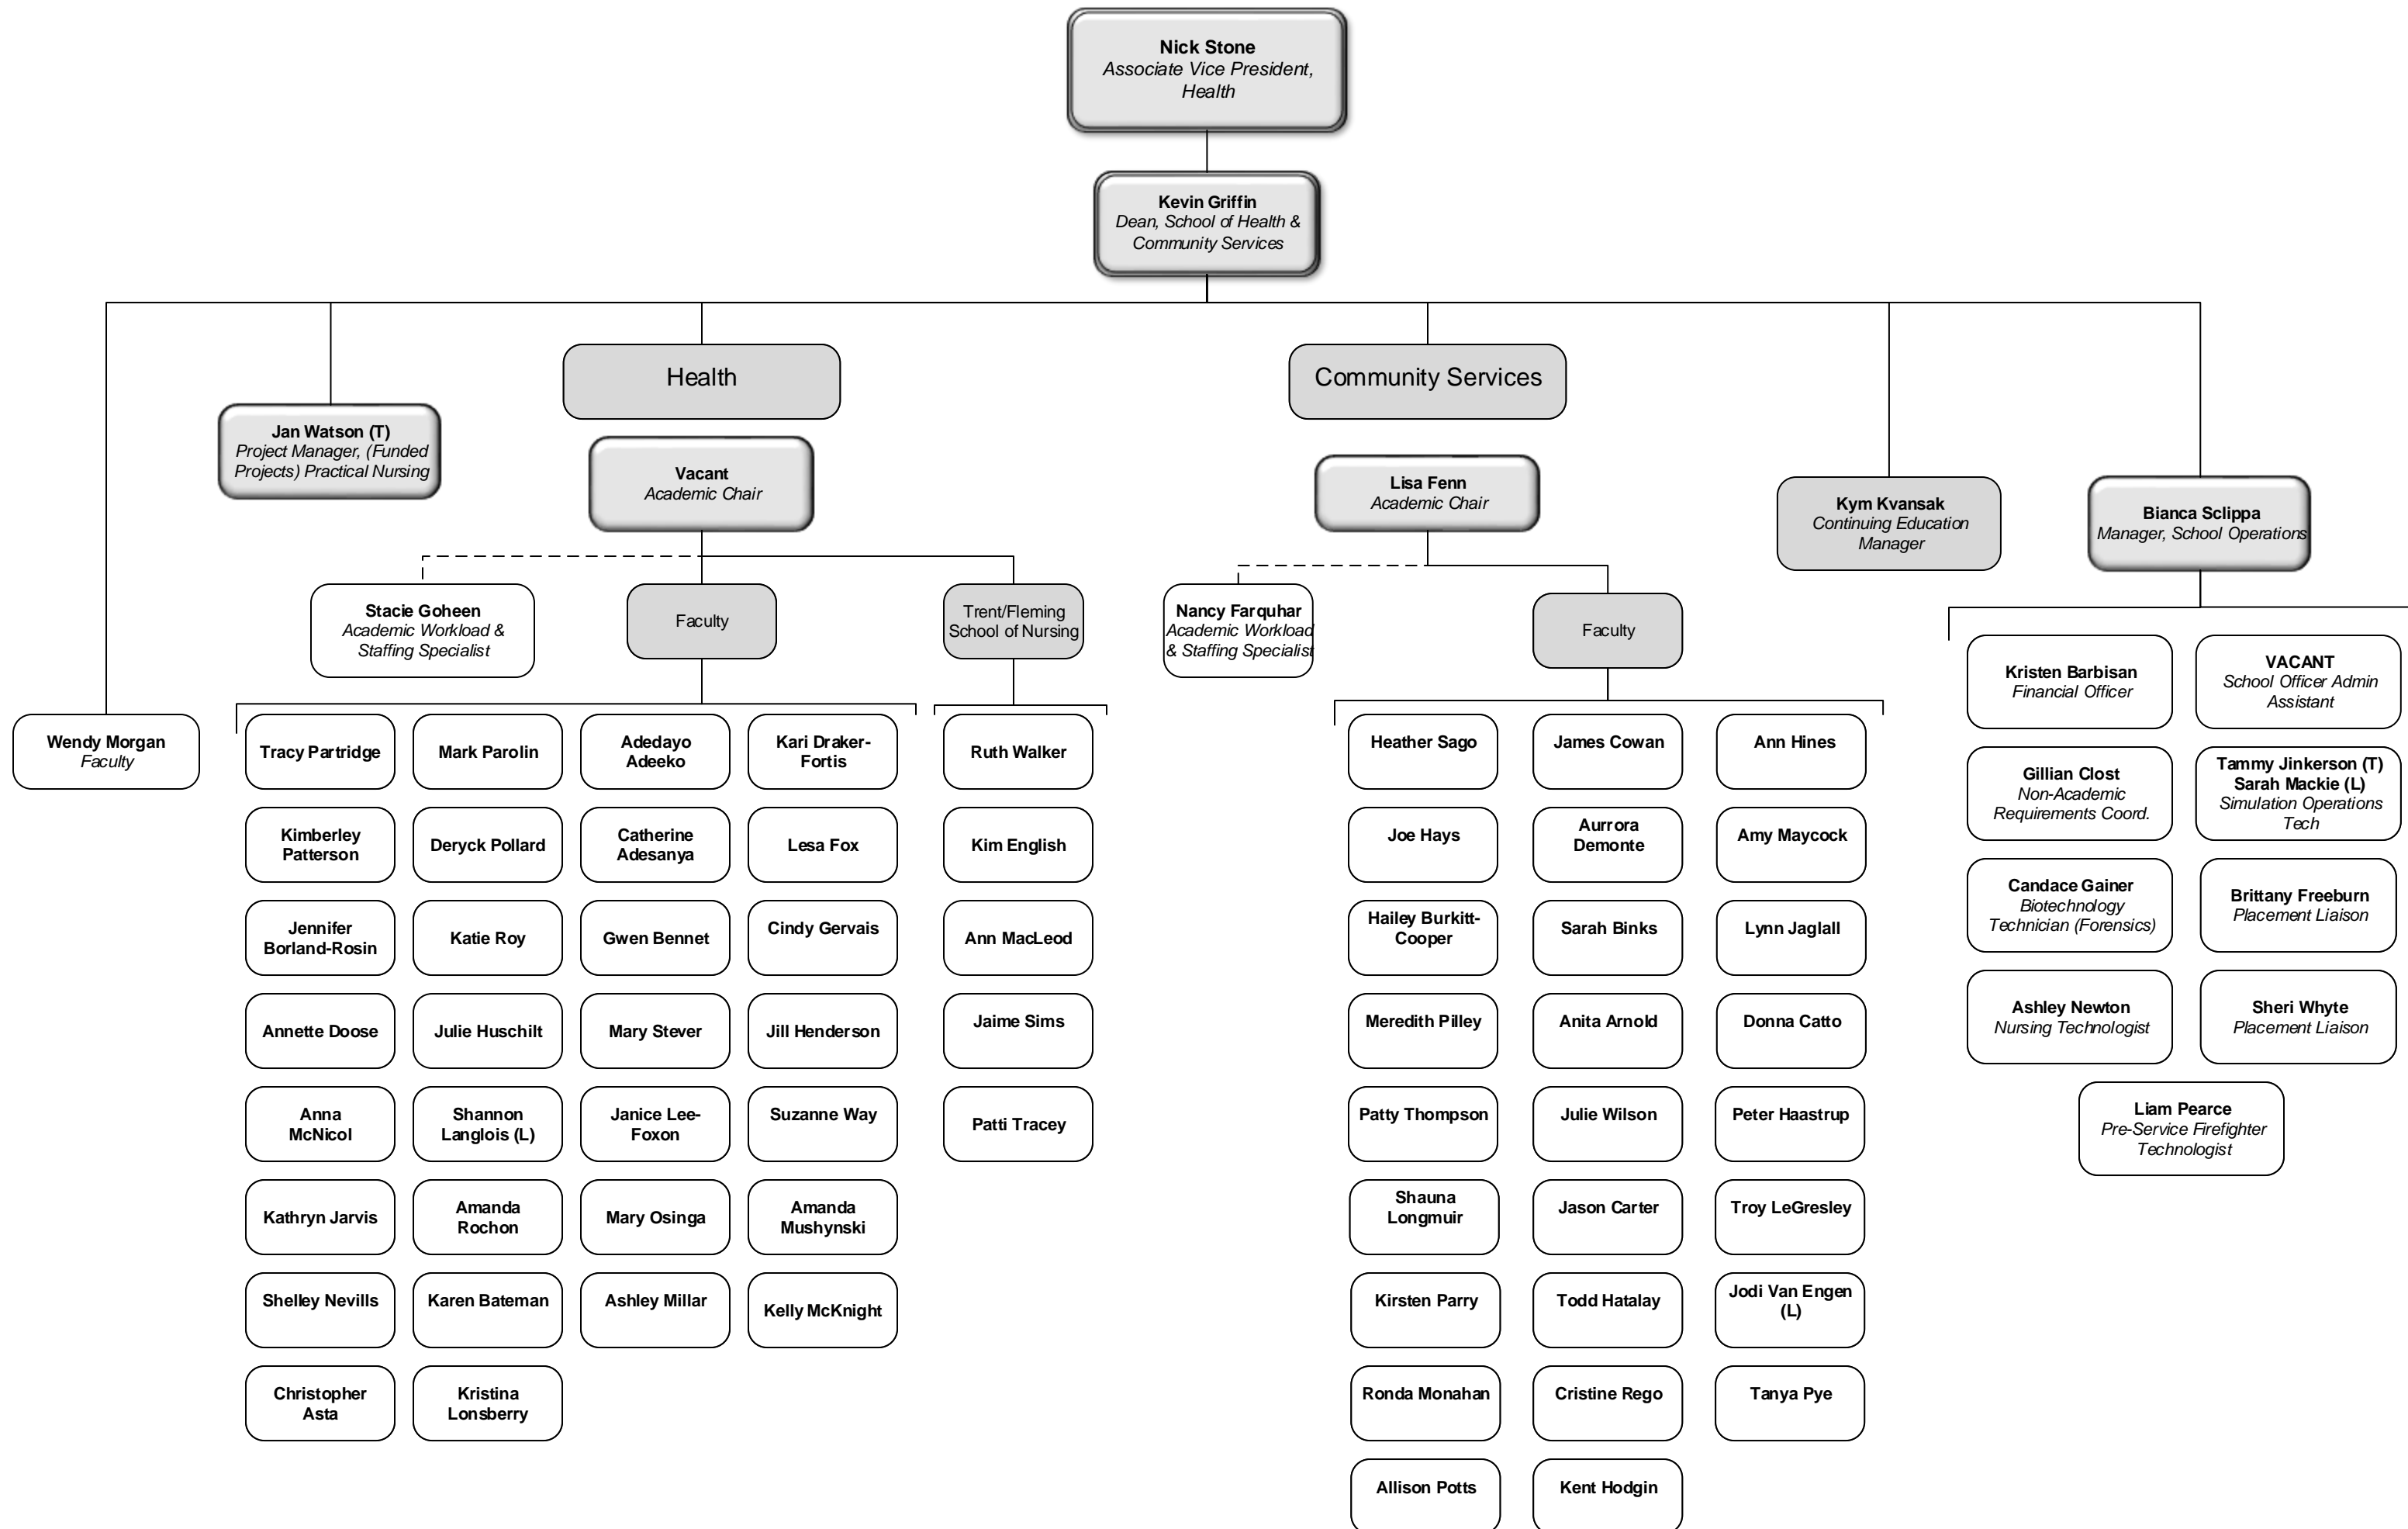 Nick Stone
Associate Vice President,
Health
Kevin Griffin
Dean, School of Health &
Community Services
Health
Community Services
Jan Watson (T)
Project Manager, (Funded
Projects) Practical Nursing
Vacant
Academic Chair
Lisa Fenn
Academic Chair
Kym Kvansak
Continuing Education
Manager
Bianca Sclippa
Manager, School Operations
Stacie Goheen
Academic Workload &
Staffing Specialist
Faculty
Trent/Fleming
School of Nursing
Nancy Farquhar
Academic Workload
& Staffing Specialist
Faculty
Wendy Morgan
Faculty
Tracy Partridge
Mark Parolin
Adedayo
Adeeko
Kari Draker-
Fortis
Kimberley
Patterson
Deryck Pollard
Catherine
Adesanya
Lesa Fox
Jennifer
Borland-Rosin
Katie Roy
Gwen Bennet
Cindy Gervais
Annette Doose
Julie Huschilt
Mary Stever
Jill Henderson
Anna
McNicol
Shannon
Langlois (L)
Janice Lee-
Foxon
Suzanne Way
Kathryn Jarvis
Amanda
Rochon
Mary Osinga
Amanda
Mushynski
Shelley Nevills
Karen Bateman
Ashley Millar
Kelly McKnight
Christopher
Asta
Kristina
Lonsberry
Ruth Walker
Kim English
Ann MacLeod
Jaime Sims
Patti Tracey
Heather Sago
James Cowan
Ann Hines
Joe Hays
Aurrora
Demonte
Amy Maycock
Hailey Burkitt-
Cooper
Sarah Binks
Lynn Jaglall
Meredith Pilley
Anita Arnold
Donna Catto
Patty Thompson
Julie Wilson
Peter Haastrup
Shauna
Longmuir
Jason Carter
Troy LeGresley
Kirsten Parry
Todd Hatalay
Jodi Van Engen
(L)
Ronda Monahan
Cristine Rego
Tanya Pye
Allison Potts
Kent Hodgin
Kristen Barbisan
Financial Officer
VACANT
School Officer Admin
Assistant
Gillian Clost
Non-Academic
Requirements Coord.
Tammy Jinkerson (T)
Sarah Mackie (L)
Simulation Operations
Tech
Candace Gainer
Biotechnology
Technician (Forensics)
Brittany Freeburn
Placement Liaison
Ashley Newton
Nursing Technologist
Sheri Whyte
Placement Liaison
Liam Pearce
Pre-Service Firefighter
Technologist